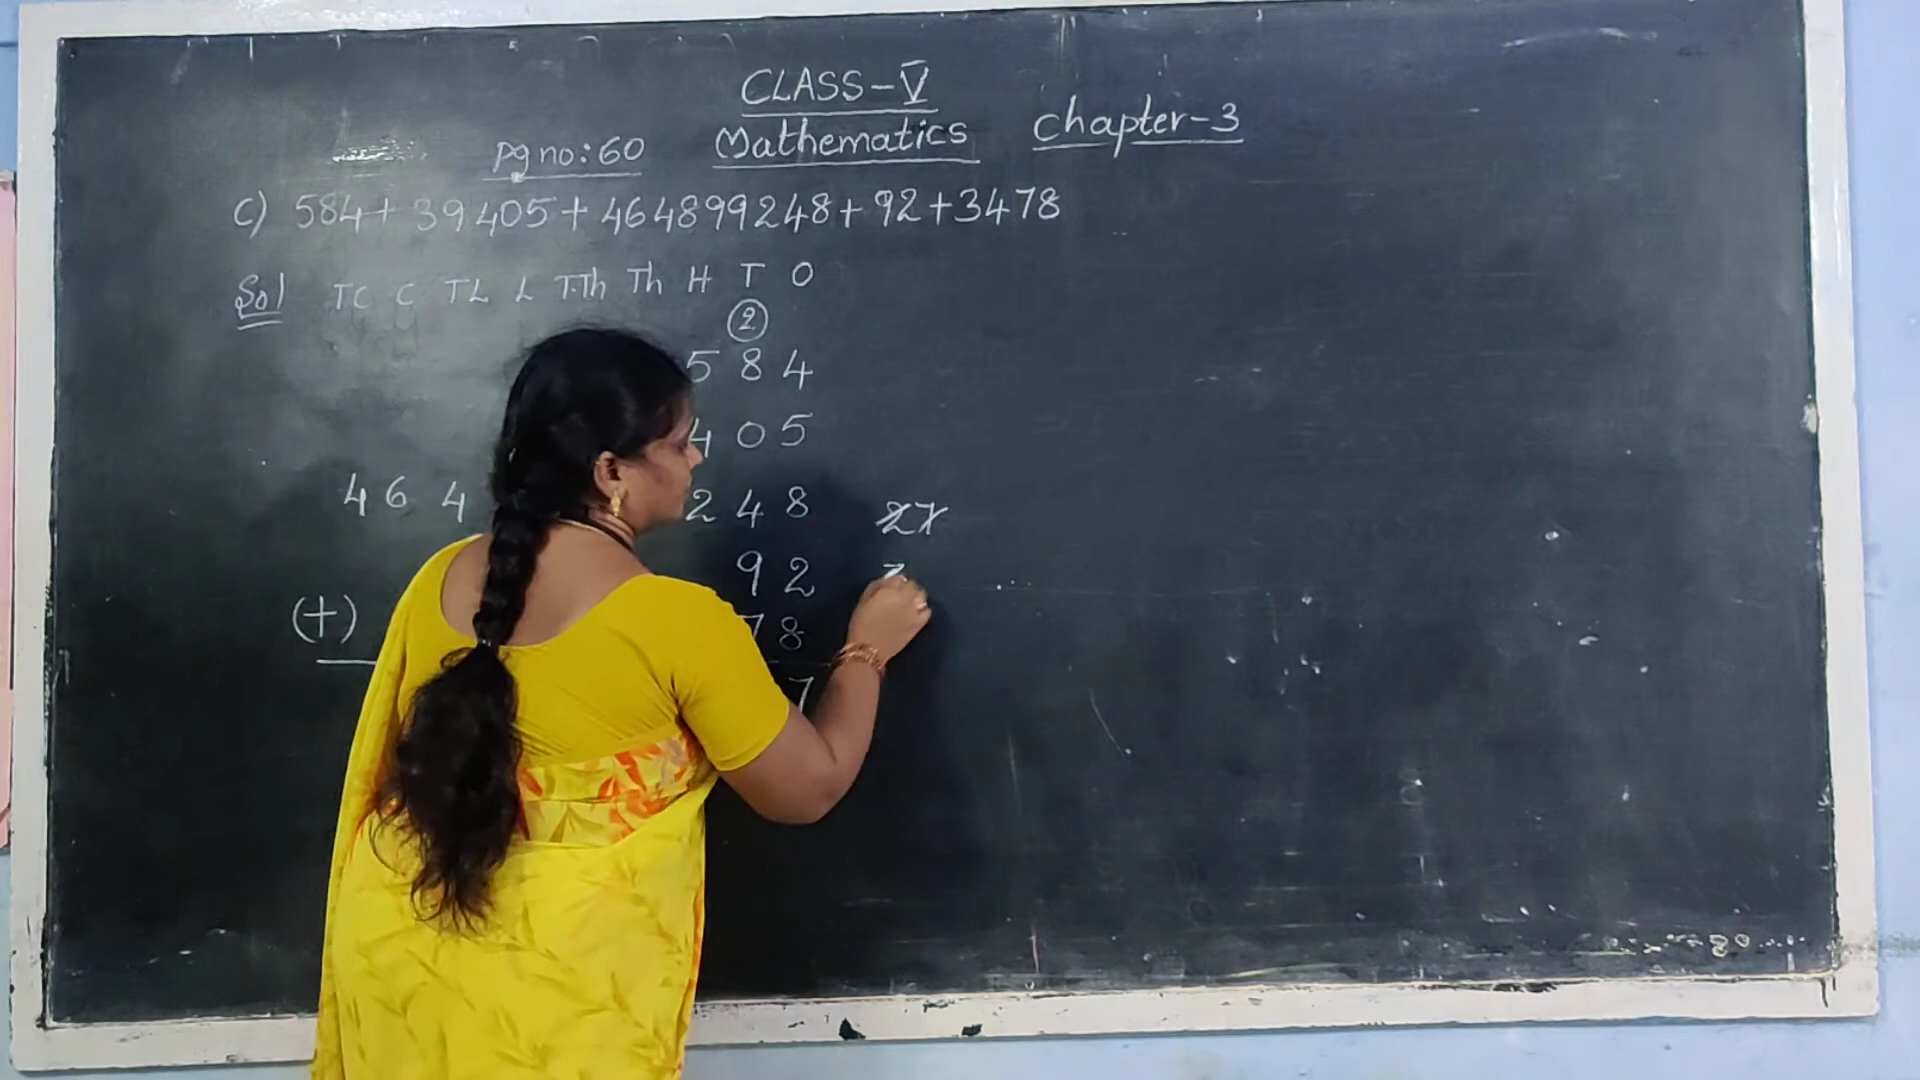 CLASS-V
pg no:60 Mathematics chapter-3
c) 584+39405+464899248+92+3478
Sol TC C TL L T.Th Th H T O
2
5 8 4
4 0 5
4 6 4 2 4 8 27
9 2
(+) 7 8
7